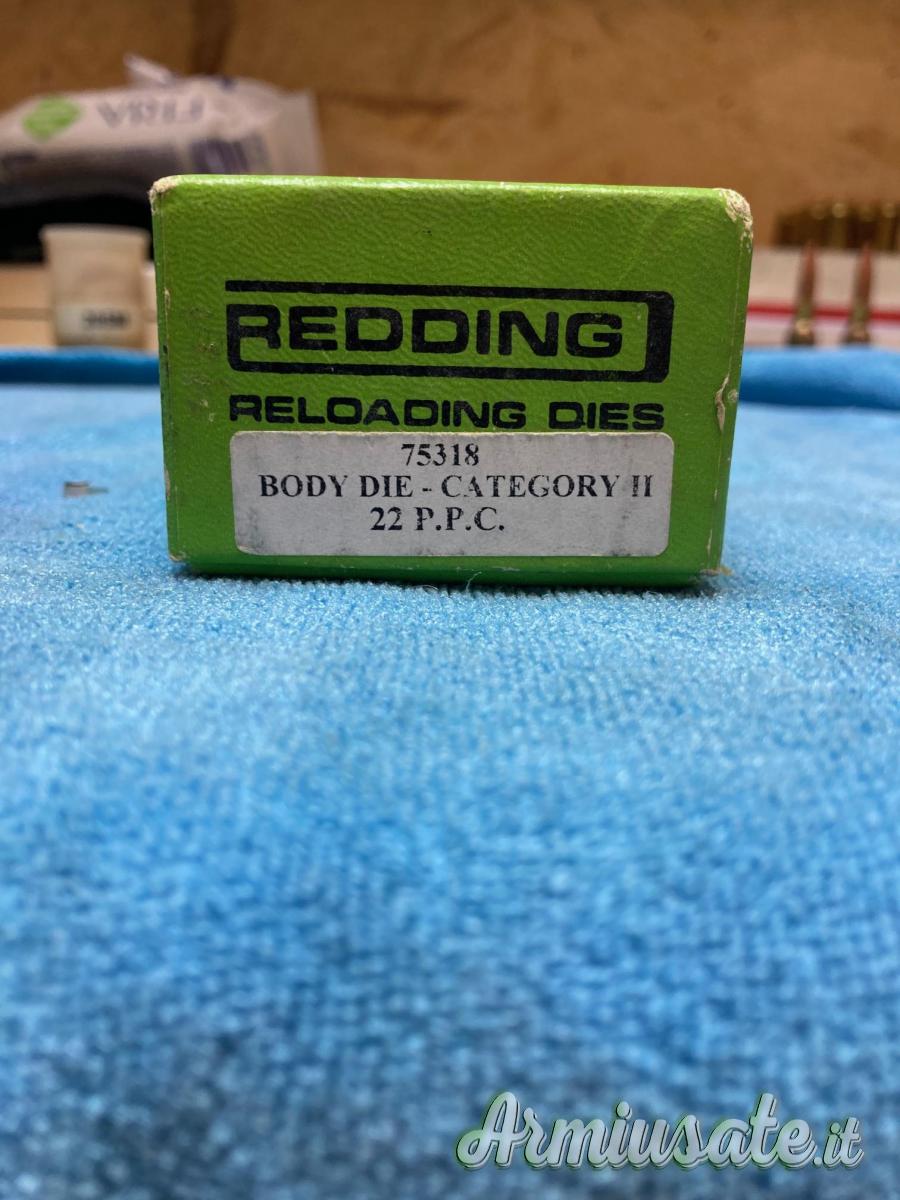 REDDING
RELOADING DIES
75318
BODY DIE - CATEGORY II
22 P.P.C.
Armiusate.it